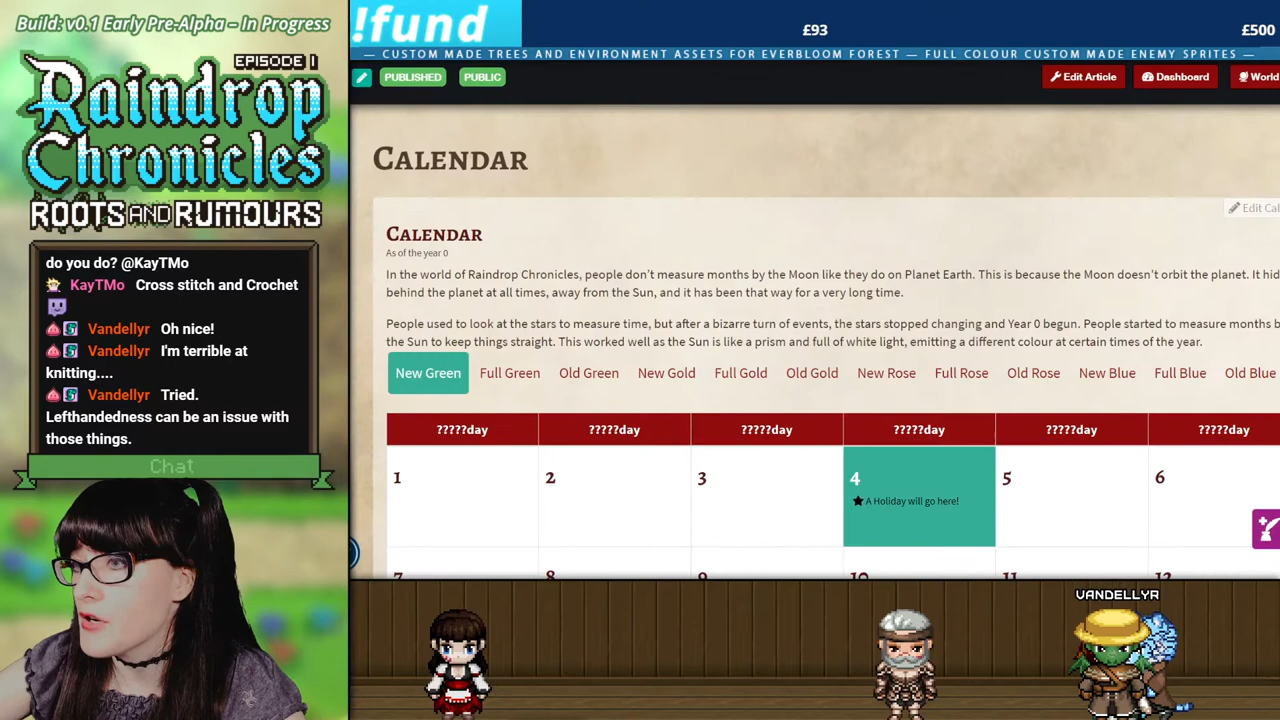 Build: v0.1 Early Pre-Alpha – In Progress
EPISODE I
Raindrop
Chronicles
ROOTS AND RUMOURS
do you do? @KayTMo
KayTMo Cross stitch and Crochet
Vandellyr Oh nice!
Vandellyr I'm terrible at
knitting....
Vandellyr Tried.
Lefthandedness can be an issue with
those things.
Chat
!fund
£93
£500
— CUSTOM MADE TREES AND ENVIRONMENT ASSETS FOR EVERBLOOM FOREST — FULL COLOUR CUSTOM MADE ENEMY SPRITES —
PUBLISHED
PUBLIC
Edit Article
Dashboard
World
CALENDAR
Edit Cal
CALENDAR
As of the year 0
In the world of Raindrop Chronicles, people don't measure months by the Moon like they do on Planet Earth. This is because the Moon doesn't orbit the planet. It hid
behind the planet at all times, away from the Sun, and it has been that way for a very long time.
People used to look at the stars to measure time, but after a bizarre turn of events, the stars stopped changing and Year 0 begun. People started to measure months b
the Sun to keep things straight. This worked well as the Sun is like a prism and full of white light, emitting a different colour at certain times of the year.
New Green Full Green Old Green New Gold Full Gold Old Gold New Rose Full Rose Old Rose New Blue Full Blue Old Blue
?????day ?????day ?????day ?????day ?????day ?????day
1 2 3 4 5 6
★ A Holiday will go here!
7 8 9 10 11 12
VANDELLYR